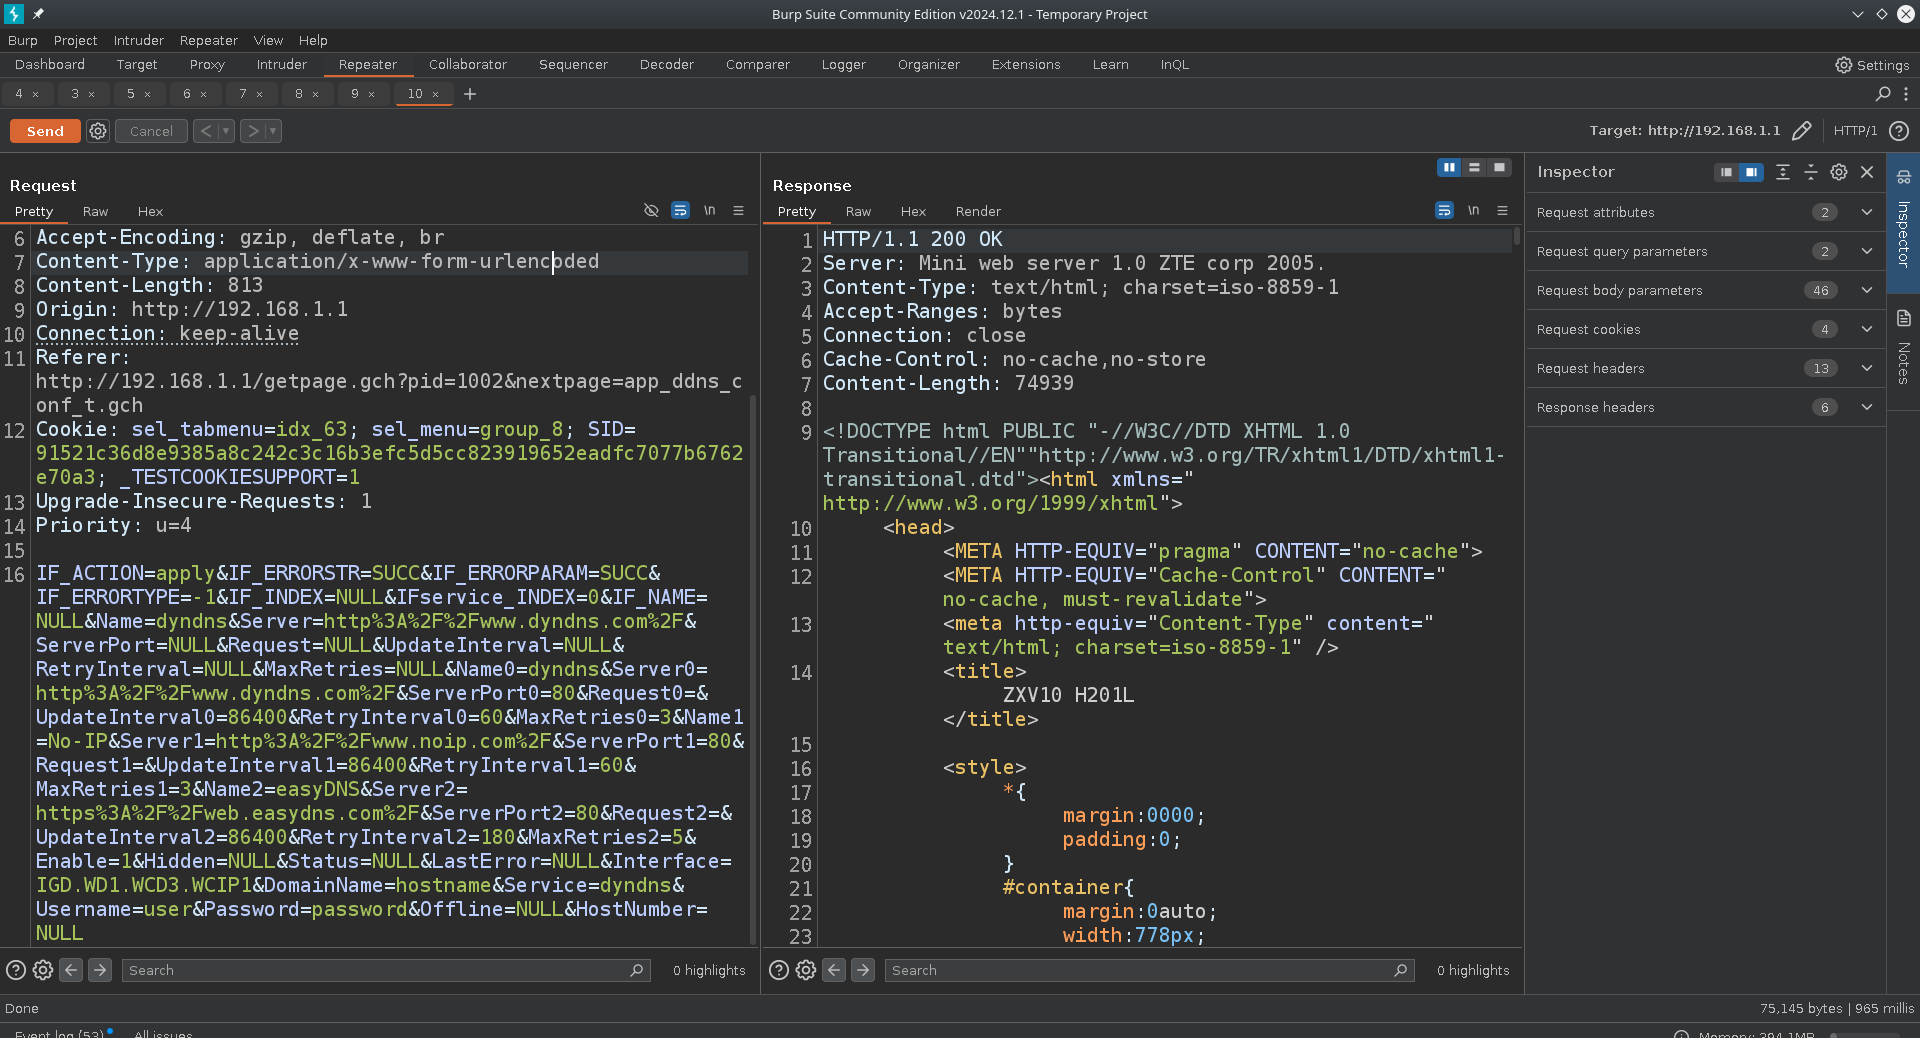 Burp Suite Community Edition v2024.12.1 - Temporary Project
Burp Project Intruder Repeater View Help
Dashboard Target Proxy Intruder Repeater Collaborator Sequencer Decoder Comparer Logger Organizer Extensions Learn InQL Settings
4 × 3 × 5 × 6 × 7 × 8 × 9 × 10 × +
Send Cancel < > Target: http://192.168.1.1 HTTP/1 ?
Request
Pretty Raw Hex \n
6 Accept-Encoding: gzip, deflate, br
7 Content-Type: application/x-www-form-urlencoded
8 Content-Length: 813
9 Origin: http://192.168.1.1
10 Connection: keep-alive
11 Referer:
http://192.168.1.1/getpage.gch?pid=1002&nextpage=app_ddns_c
onf_t.gch
12 Cookie: sel_tabmenu=idx_63; sel_menu=group_8; SID=
91521c36d8e9385a8c242c3c16b3efc5d5cc823919652eadfc7077b6762
e70a3; _TESTCOOKIESUPPORT=1
13 Upgrade-Insecure-Requests: 1
14 Priority: u=4
15
16 IF_ACTION=apply&IF_ERRORSTR=SUCC&IF_ERRORPARAM=SUCC&
IF_ERRORTYPE=-1&IF_INDEX=NULL&IFservice_INDEX=0&IF_NAME=
NULL&Name=dyndns&Server=http%3A%2F%2Fwww.dyndns.com%2F&
ServerPort=NULL&Request=NULL&UpdateInterval=NULL&
RetryInterval=NULL&MaxRetries=NULL&Name0=dyndns&Server0=
http%3A%2F%2Fwww.dyndns.com%2F&ServerPort0=80&Request0=&
UpdateInterval0=86400&RetryInterval0=60&MaxRetries0=3&Name1
=No-IP&Server1=http%3A%2F%2Fwww.noip.com%2F&ServerPort1=80&
Request1=&UpdateInterval1=86400&RetryInterval1=60&
MaxRetries1=3&Name2=easyDNS&Server2=
https%3A%2F%2Fweb.easydns.com%2F&ServerPort2=80&Request2=&
UpdateInterval2=86400&RetryInterval2=180&MaxRetries2=5&
Enable=1&Hidden=NULL&Status=NULL&LastError=NULL&Interface=
IGD.WD1.WCD3.WCIP1&DomainName=hostname&Service=dyndns&
Username=user&Password=password&Offline=NULL&HostNumber=
NULL
Search 0 highlights
Response
Pretty Raw Hex Render \n
1 HTTP/1.1 200 OK
2 Server: Mini web server 1.0 ZTE corp 2005.
3 Content-Type: text/html; charset=iso-8859-1
4 Accept-Ranges: bytes
5 Connection: close
6 Cache-Control: no-cache,no-store
7 Content-Length: 74939
8
9 <!DOCTYPE html PUBLIC "-//W3C//DTD XHTML 1.0
Transitional//EN""http://www.w3.org/TR/xhtml1/DTD/xhtml1-
transitional.dtd"><html xmlns="
http://www.w3.org/1999/xhtml">
10 <head>
11 <META HTTP-EQUIV="pragma" CONTENT="no-cache">
12 <META HTTP-EQUIV="Cache-Control" CONTENT="
no-cache, must-revalidate">
13 <meta http-equiv="Content-Type" content="
text/html; charset=iso-8859-1" />
14 <title>
ZXV10 H201L
</title>
15
16 <style>
17 *{
18 margin:0000;
19 padding:0;
20 }
21 #container{
22 margin:0auto;
23 width:778px;
Search 0 highlights
Inspector
Request attributes 2
Request query parameters 2
Request body parameters 46
Request cookies 4
Request headers 13
Response headers 6
Inspector
Notes
Done 75,145 bytes | 965 millis
Event log (53) All issues Memory: 394.1MB